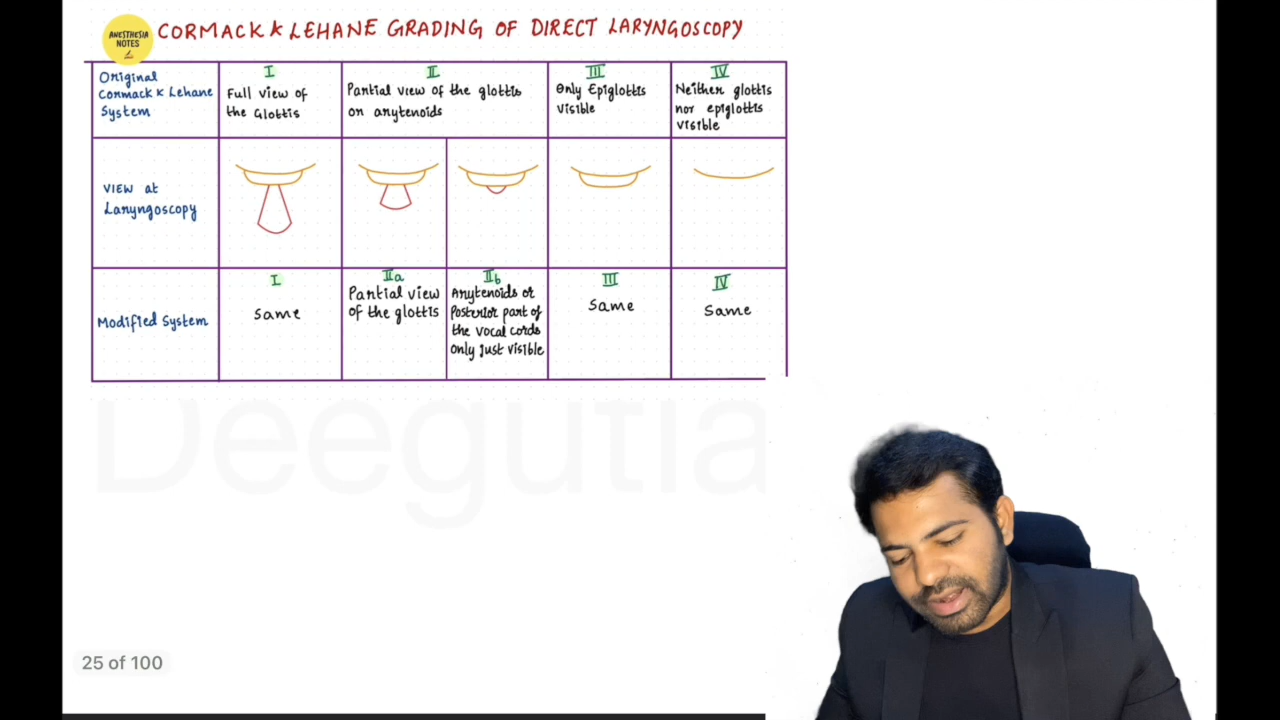 ANESTHESIA
NOTES
CORMACK & LEHANE GRADING OF DIRECT LARYNGOSCOPY
Original
Cormack & Lehane
System
I
Full view of
the Glottis
II
Partial view of the glottis
or arytenoids
III
Only Epiglottis
visible
IV
Neither glottis
nor epiglottis
visible
VIEW at
Laryngoscopy
Modified System
I
same
IIa
Partial view
of the glottis
IIb
Arytenoids or
Posterior part of
the vocal cords
only just visible
III
same
IV
Same
Deegutla
25 of 100